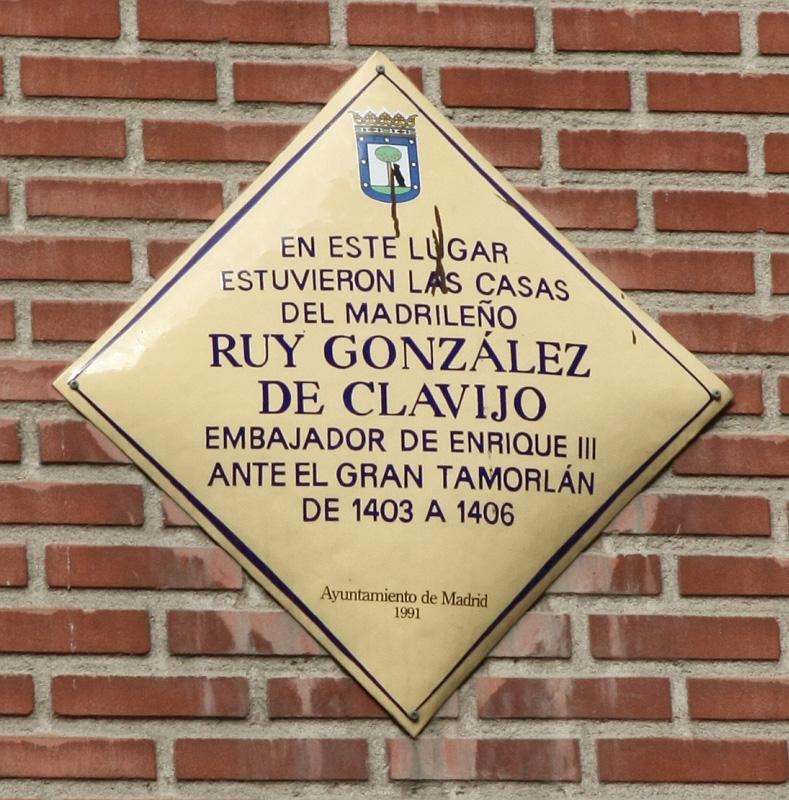 EN ESTE LUGAR
ESTUVIERON LAS CASAS
DEL MADRILEÑO
RUY GONZÁLEZ
DE CLAVIJO
EMBAJADOR DE ENRIQUE III
ANTE EL GRAN TAMORLÁN
DE 1403 A 1406
Ayuntamiento de Madrid
1991